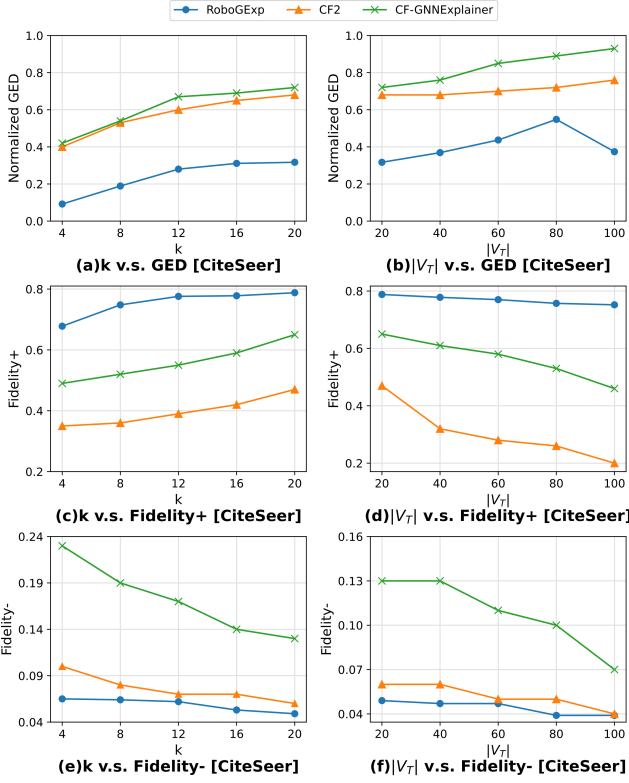 RoboGExp CF2 CF-GNNExplainer
Normalized GED
1.0
0.8
0.6
0.4
0.2
0.0
4 8 12 16 20
k
(a)k v.s. GED [CiteSeer]
Normalized GED
1.0
0.8
0.6
0.4
0.2
0.0
20 40 60 80 100
|V_T|
(b)|V_T| v.s. GED [CiteSeer]
Fidelity+
0.8
0.6
0.4
0.2
4 8 12 16 20
k
(c)k v.s. Fidelity+ [CiteSeer]
Fidelity+
0.8
0.6
0.4
0.2
20 40 60 80 100
|V_T|
(d)|V_T| v.s. Fidelity+ [CiteSeer]
Fidelity-
0.24
0.19
0.14
0.09
0.04
4 8 12 16 20
k
(e)k v.s. Fidelity- [CiteSeer]
Fidelity-
0.16
0.13
0.10
0.07
0.04
20 40 60 80 100
|V_T|
(f)|V_T| v.s. Fidelity- [CiteSeer]